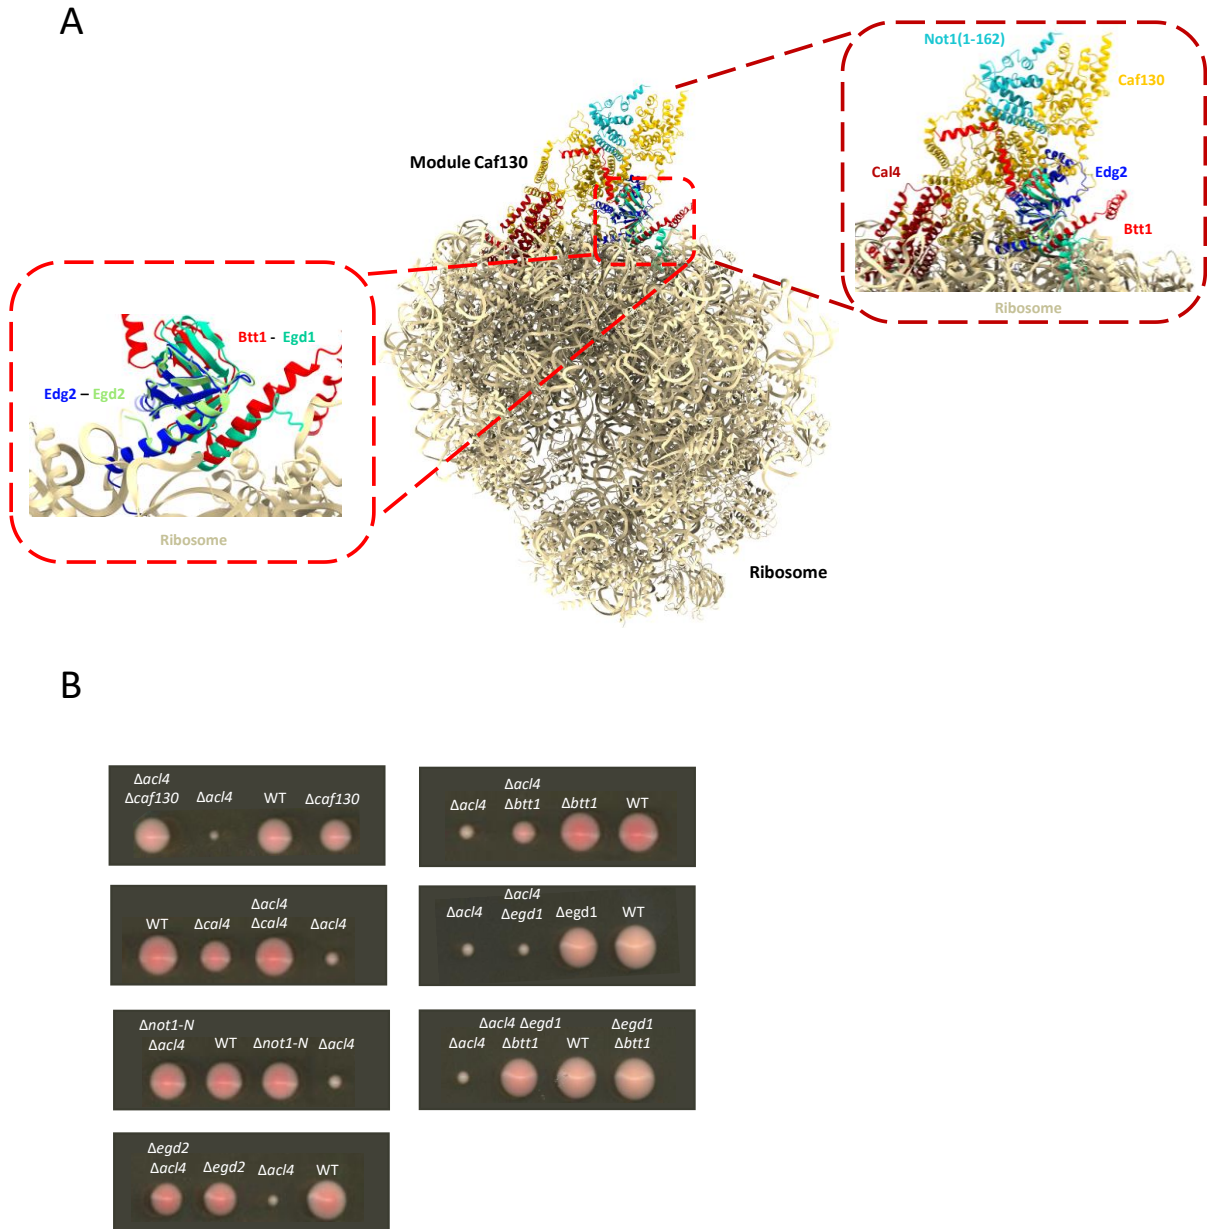 A
Not1(1-162)
Caf130
Module Caf130
Cal4
Edg2
Btt1
Ribosome
Btt1 - Egd1
Edg2 – Egd2
Ribosome
Ribosome
B
Δacl4
Δcaf130
Δacl4
WT
Δcaf130
Δacl4
Δacl4
Δbtt1
Δbtt1
WT
WT
Δcal4
Δacl4
Δcal4
Δacl4
Δacl4
Δacl4
Δegd1
Δegd1
WT
Δnot1-N
Δacl4
WT
Δnot1-N
Δacl4
Δacl4
Δacl4 Δegd1
Δbtt1
WT
Δegd1
Δbtt1
Δegd2
Δacl4
Δegd2
Δacl4
WT